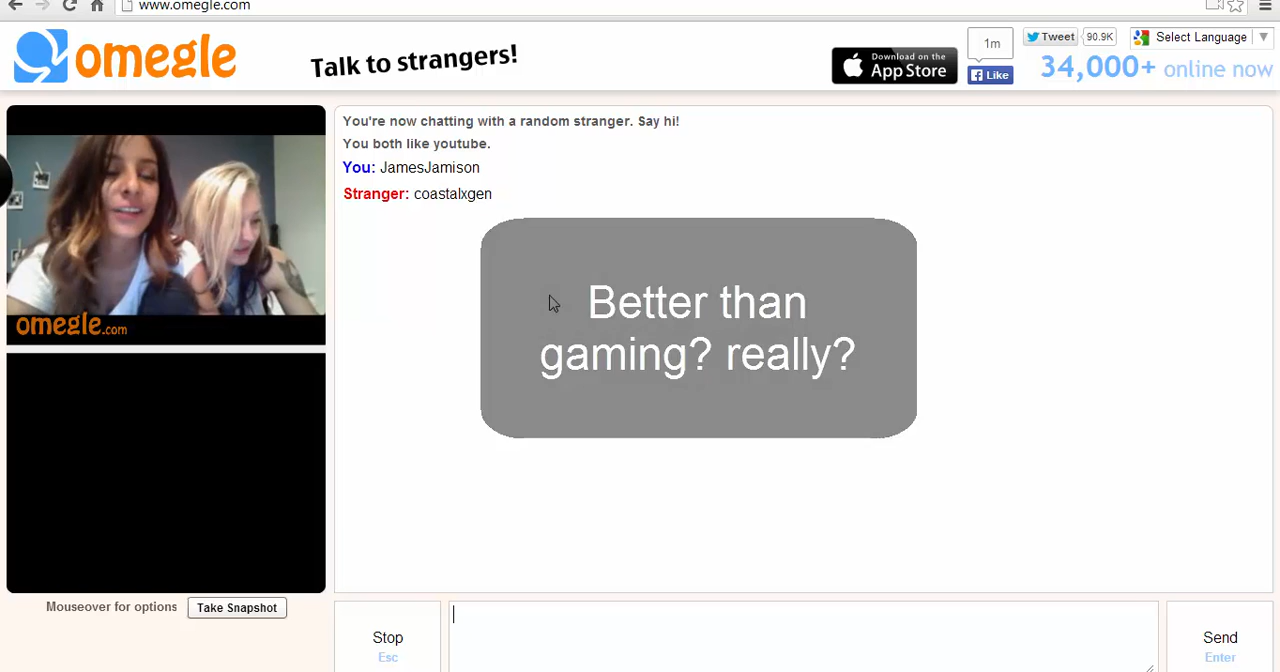 www.omegle.com
omegle
Talk to strangers!
Download on the
App Store
1m
Like
Tweet 90.9K
Select Language
34,000+ online now
You're now chatting with a random stranger. Say hi!
You both like youtube.
You: JamesJamison
Stranger: coastalxgen
Better than
gaming? really?
omegle.com
Mouseover for options Take Snapshot
Stop
Esc
Send
Enter